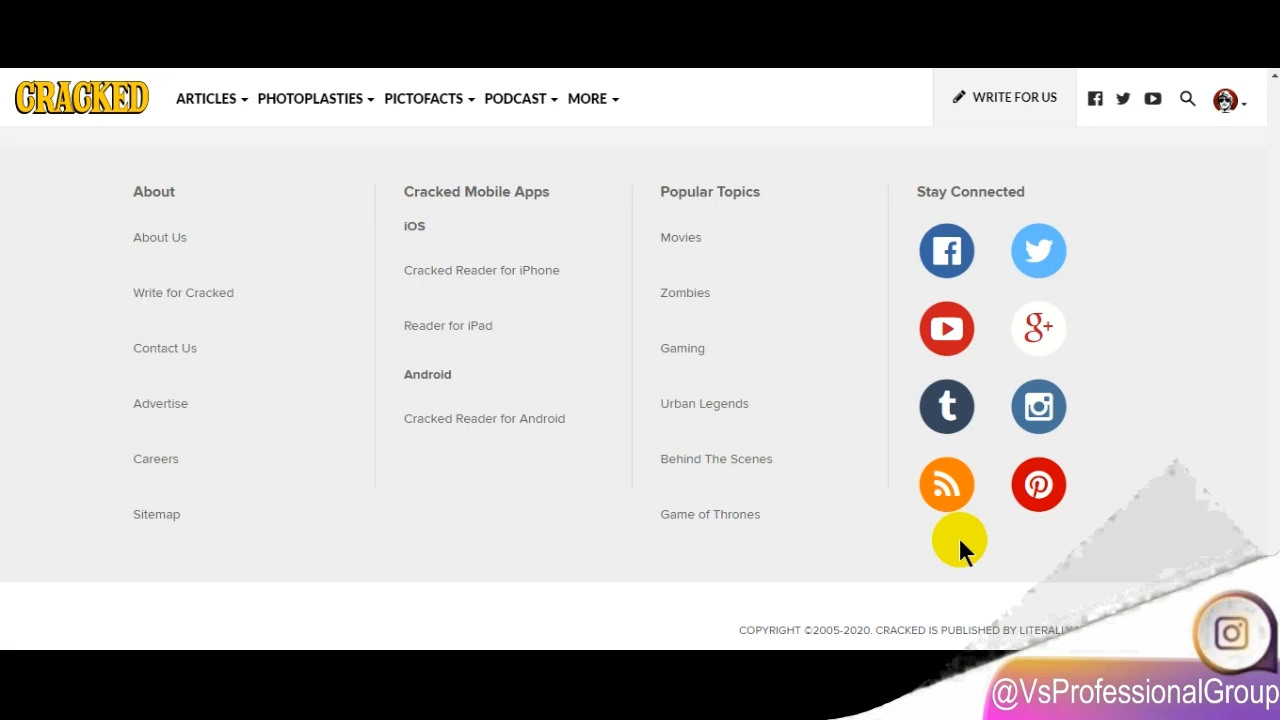 CRACKED
ARTICLES PHOTOPLASTIES PICTOFACTS PODCAST MORE
WRITE FOR US
About
About Us
Write for Cracked
Contact Us
Advertise
Careers
Sitemap
Cracked Mobile Apps
iOS
Cracked Reader for iPhone
Reader for iPad
Android
Cracked Reader for Android
Popular Topics
Movies
Zombies
Gaming
Urban Legends
Behind The Scenes
Game of Thrones
Stay Connected
g+
t
COPYRIGHT ©2005-2020. CRACKED IS PUBLISHED BY LITERALLY
@VsProfessionalGroup